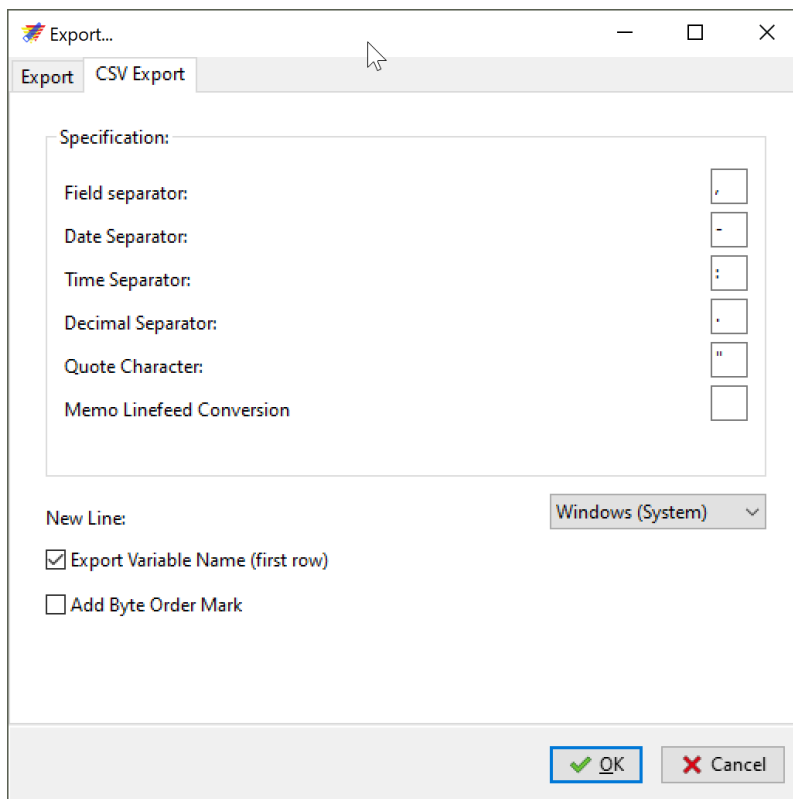 Export...
Export CSV Export
Specification:
Field separator: ,
Date Separator: -
Time Separator: :
Decimal Separator: .
Quote Character: "
Memo Linefeed Conversion
New Line: Windows (System)
Export Variable Name (first row)
Add Byte Order Mark
OK Cancel